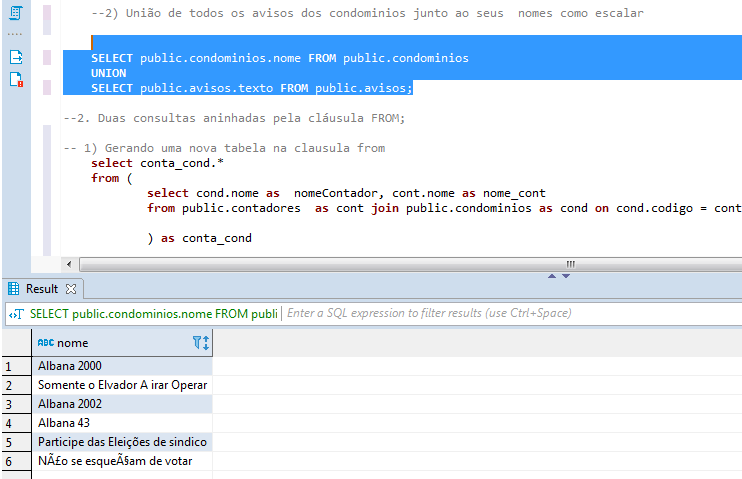 --2) União de todos os avisos dos condominios junto ao seus  nomes como escalar
SELECT public.condominios.nome FROM public.condominios
UNION
SELECT public.avisos.texto FROM public.avisos;
--2. Duas consultas aninhadas pela cláusula FROM;
-- 1) Gerando uma nova tabela na clausula from
select conta_cond.*
from (
select cond.nome as  nomeContador, cont.nome as nome_cont
from public.contadores  as cont join public.condominios as cond on cond.codigo = cont
) as conta_cond
Result
SELECT public.condominios.nome FROM publi
Enter a SQL expression to filter results (use Ctrl+Space)
ABC nome
1 Albana 2000
2 Somente o Elvador A irar Operar
3 Albana 2002
4 Albana 43
5 Participe das Eleições de sindico
6 NÃ£o se esqueÃ§am de votar